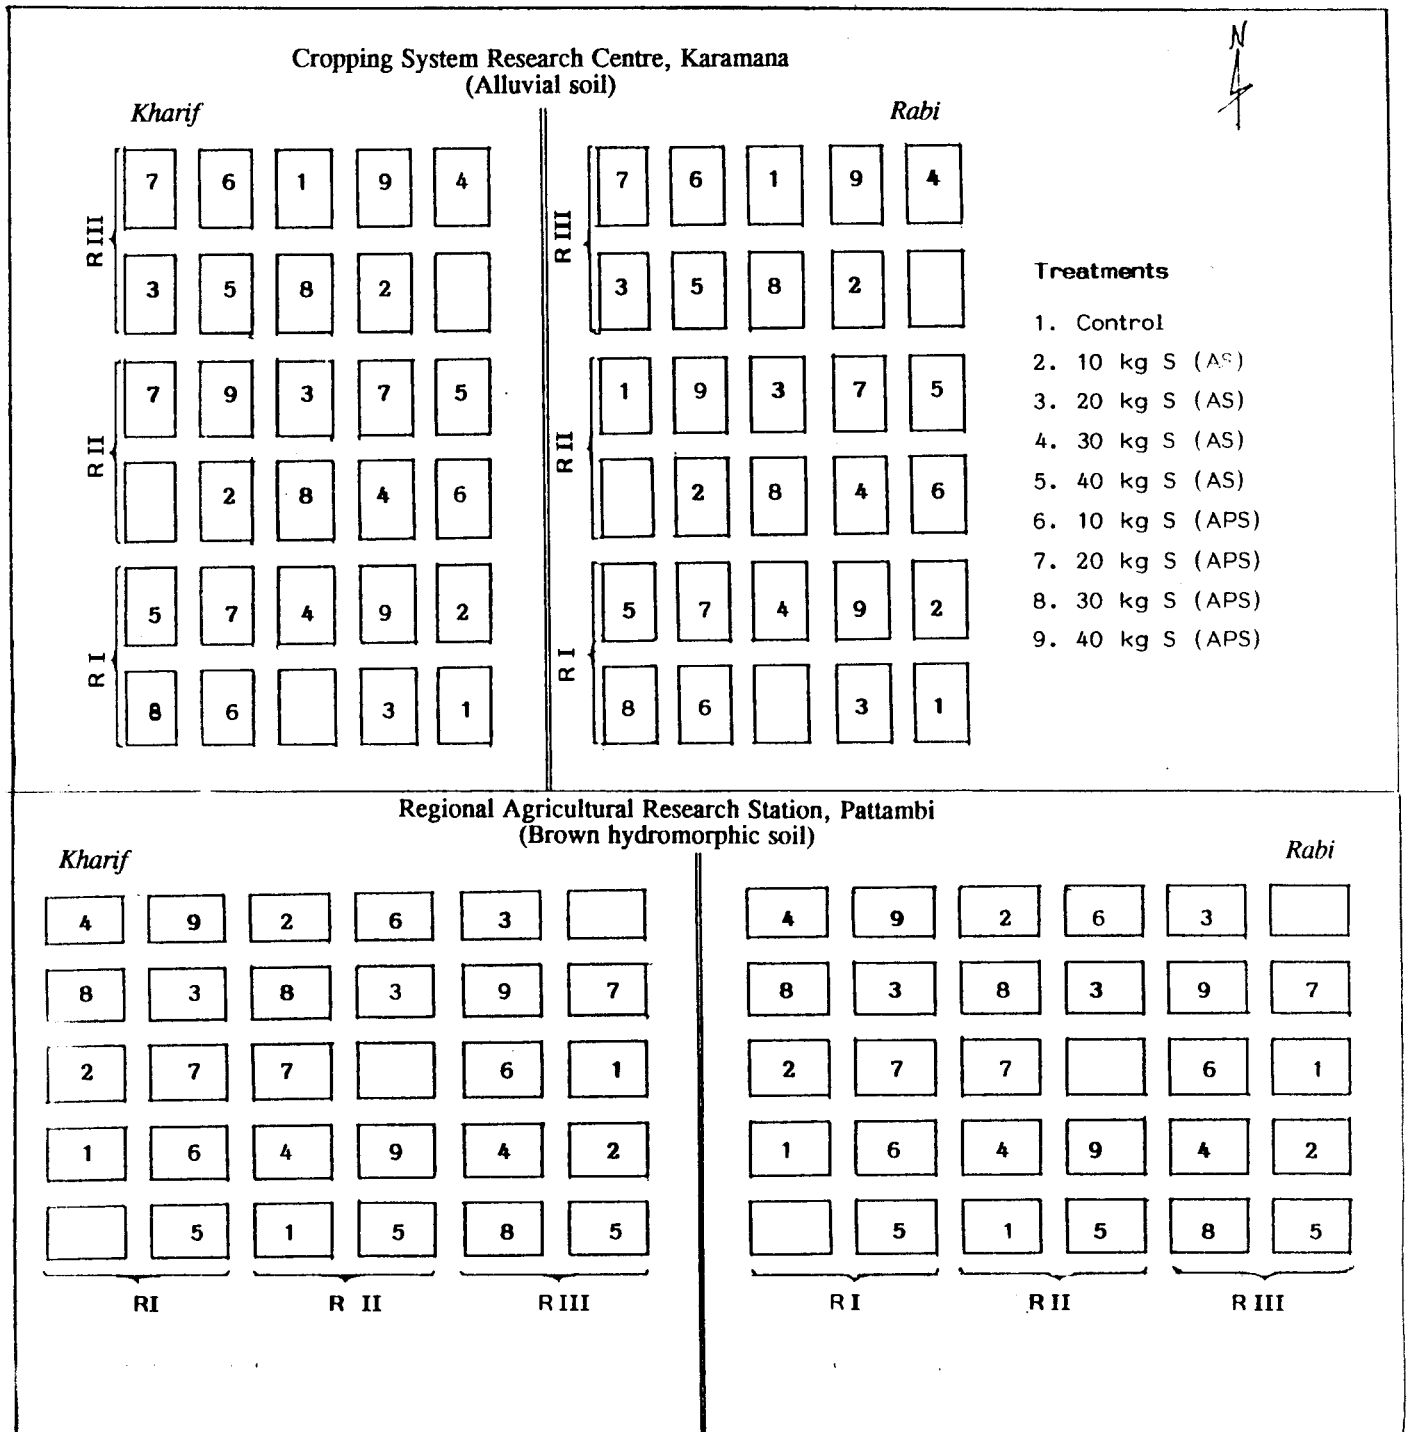 N
Cropping System Research Centre, Karamana
(Alluvial soil)
Kharif
7 6 1 9 4
R III
3 5 8 2
7 9 3 7 5
R II
2 8 4 6
5 7 4 9 2
R I
8 6 3 1
Rabi
7 6 1 9 4
R III
3 5 8 2
1 9 3 7 5
R II
2 8 4 6
5 7 4 9 2
R I
8 6 3 1
Treatments
1. Control
2. 10 kg S (AS)
3. 20 kg S (AS)
4. 30 kg S (AS)
5. 40 kg S (AS)
6. 10 kg S (APS)
7. 20 kg S (APS)
8. 30 kg S (APS)
9. 40 kg S (APS)
Regional Agricultural Research Station, Pattambi
(Brown hydromorphic soil)
Kharif
4 9 2 6 3
8 3 8 3 9 7
2 7 7 6 1
1 6 4 9 4 2
5 1 5 8 5
RI R II R III
Rabi
4 9 2 6 3
8 3 8 3 9 7
2 7 7 6 1
1 6 4 9 4 2
5 1 5 8 5
R I R II R III